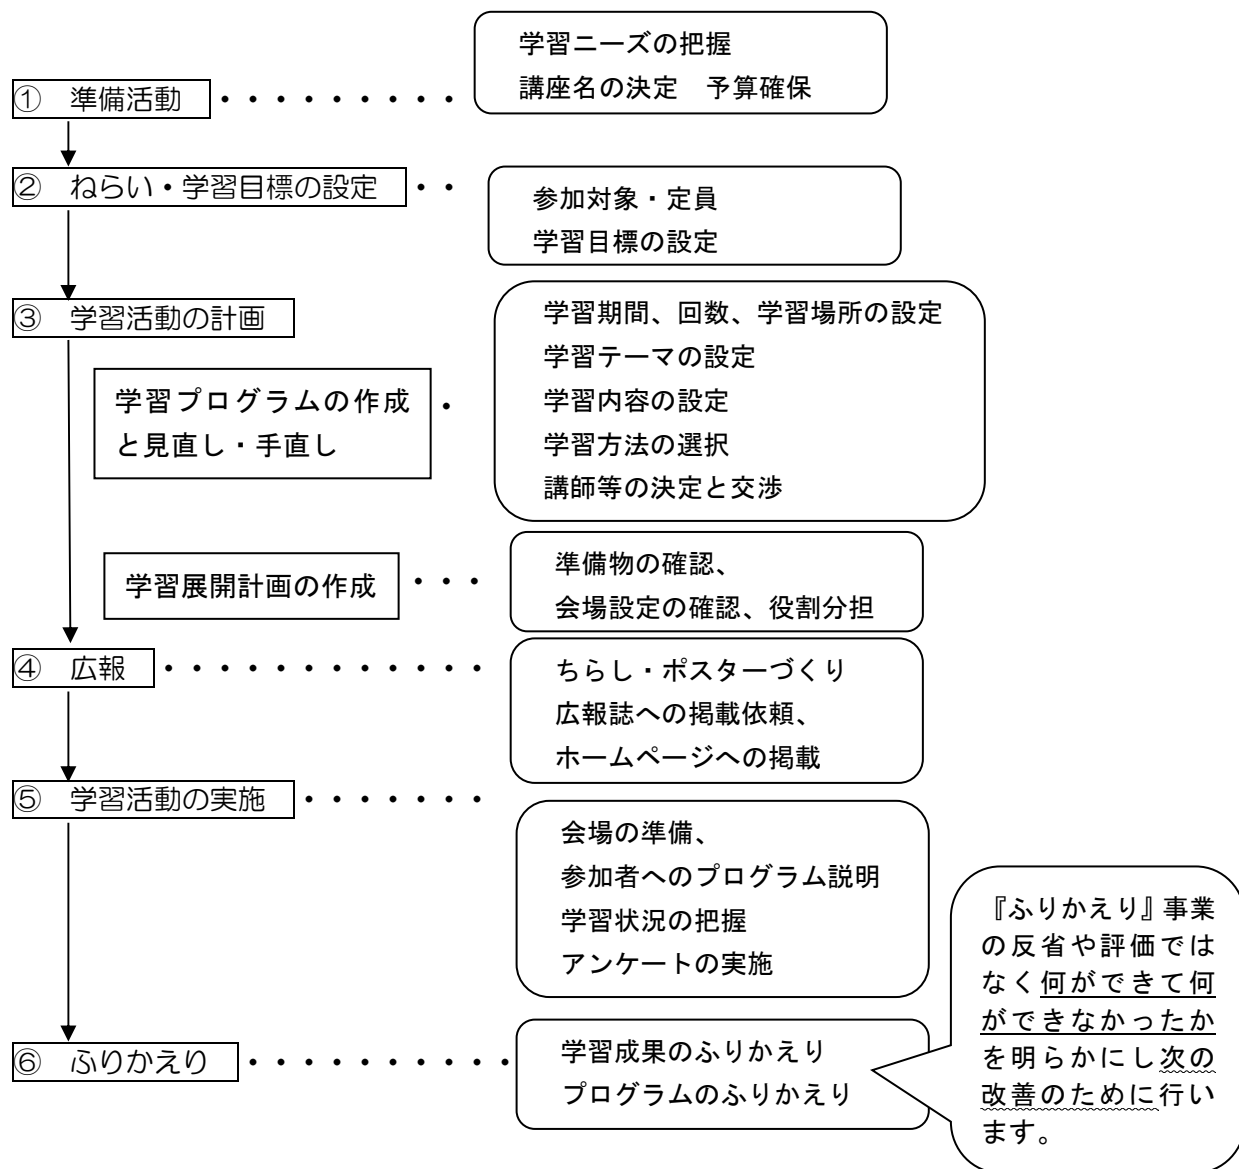 学習ニーズの把握
講座名の決定　予算確保
①　準備活動　・・・・・・・・・
②　ねらい・学習目標の設定　・・
参加対象・定員
学習目標の設定
③　学習活動の計画
学習期間、回数、学習場所の設定
学習テーマの設定
学習内容の設定
学習方法の選択
講師等の決定と交渉
学習プログラムの作成　・
と見直し・手直し
学習展開計画の作成　・・・
準備物の確認、
会場設定の確認、役割分担
④　広報　・・・・・・・・・・・・
ちらし・ポスターづくり
広報誌への掲載依頼、
ホームページへの掲載
⑤　学習活動の実施　・・・・・・・
会場の準備、
参加者へのプログラム説明
学習状況の把握
アンケートの実施
⑥　ふりかえり　・・・・・・・・・・
学習成果のふりかえり
プログラムのふりかえり
『ふりかえり』事業
の反省や評価では
なく何ができて何
ができなかったか
を明らかにし次の
改善のために行い
ます。